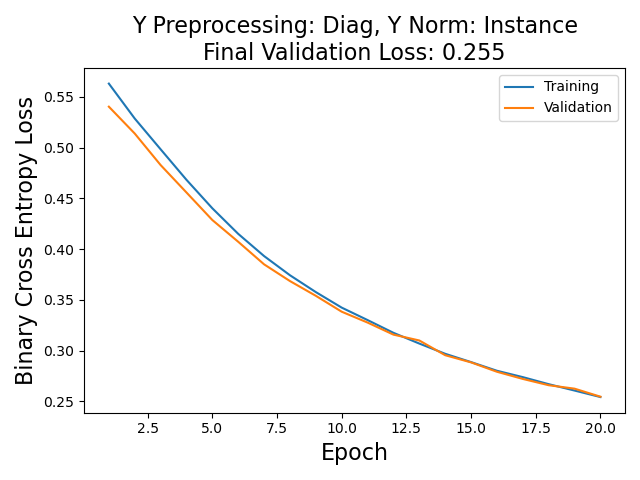 Y Preprocessing: Diag, Y Norm: Instance
Final Validation Loss: 0.255
Training
Validation
Binary Cross Entropy Loss
0.55
0.50
0.45
0.40
0.35
0.30
0.25
2.5 5.0 7.5 10.0 12.5 15.0 17.5 20.0
Epoch